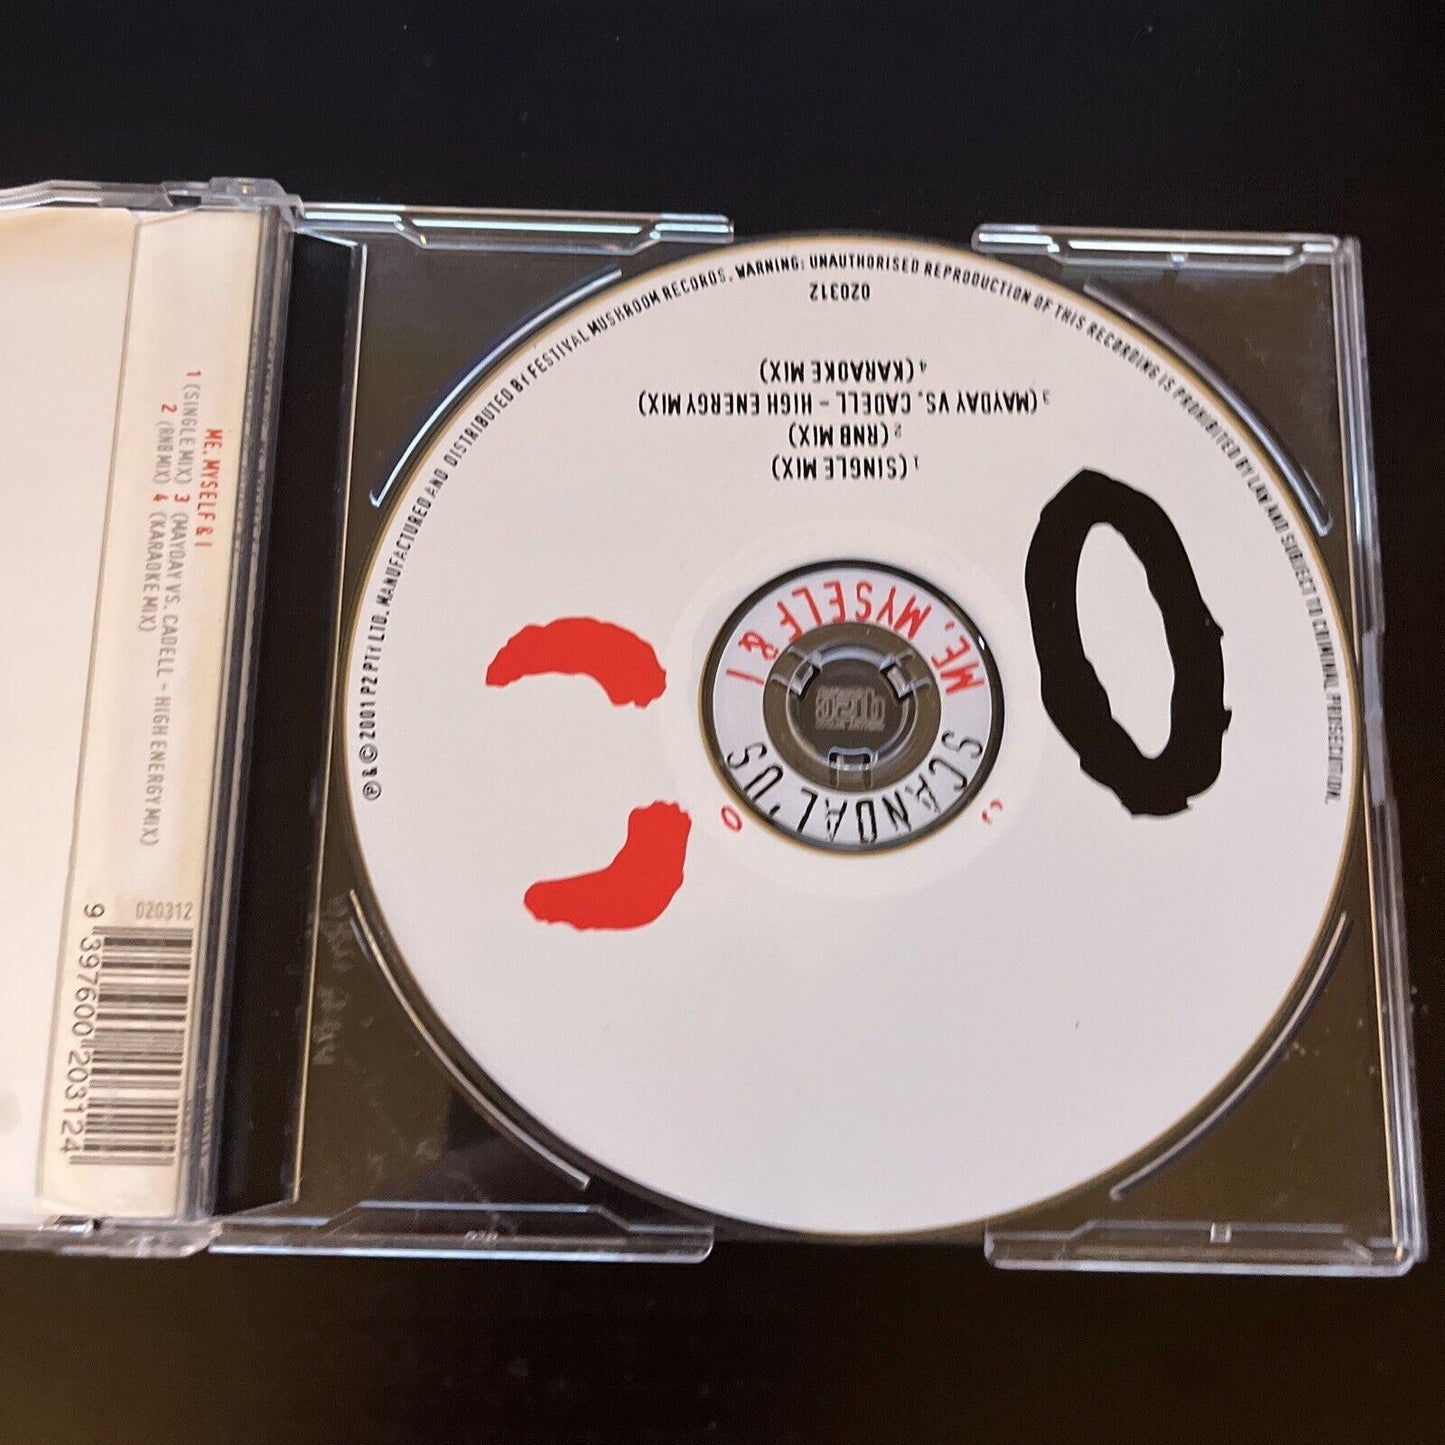 ME, MYSELF & I
1 (SINGLE MIX) 3 (MAYDAY VS. CADELL - HIGH ENERGY MIX)
2 (RNB MIX) 4 (KARAOKE MIX)
020312
9 397600 203124
℗ & © 2001 P2 PTY LTD. MANUFACTURED AND DISTRIBUTED BY FESTIVAL MUSHROOM RECORDS. WARNING: UNAUTHORISED REPRODUCTION OF THIS RECORDING IS PROHIBITED BY LAW AND SUBJECT TO CRIMINAL PROSECUTION.
SCANDAL'US
ME, MYSELF & I
1 (SINGLE MIX)
2 (RNB MIX)
3 (MAYDAY VS. CADELL - HIGH ENERGY MIX)
4 (KARAOKE MIX)
020312